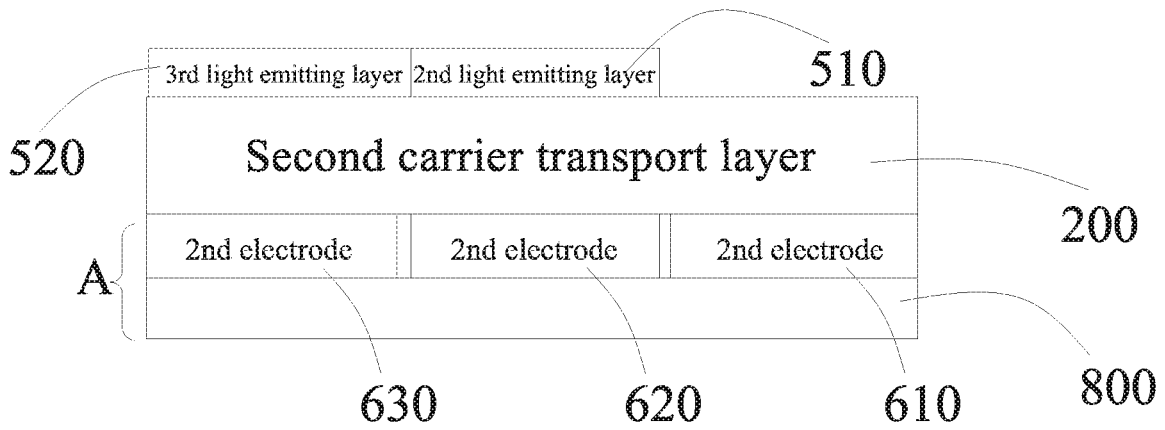 3rd light emitting layer 2nd light emitting layer 510
520
Second carrier transport layer
200
A 2nd electrode 2nd electrode 2nd electrode
630 620 610 800